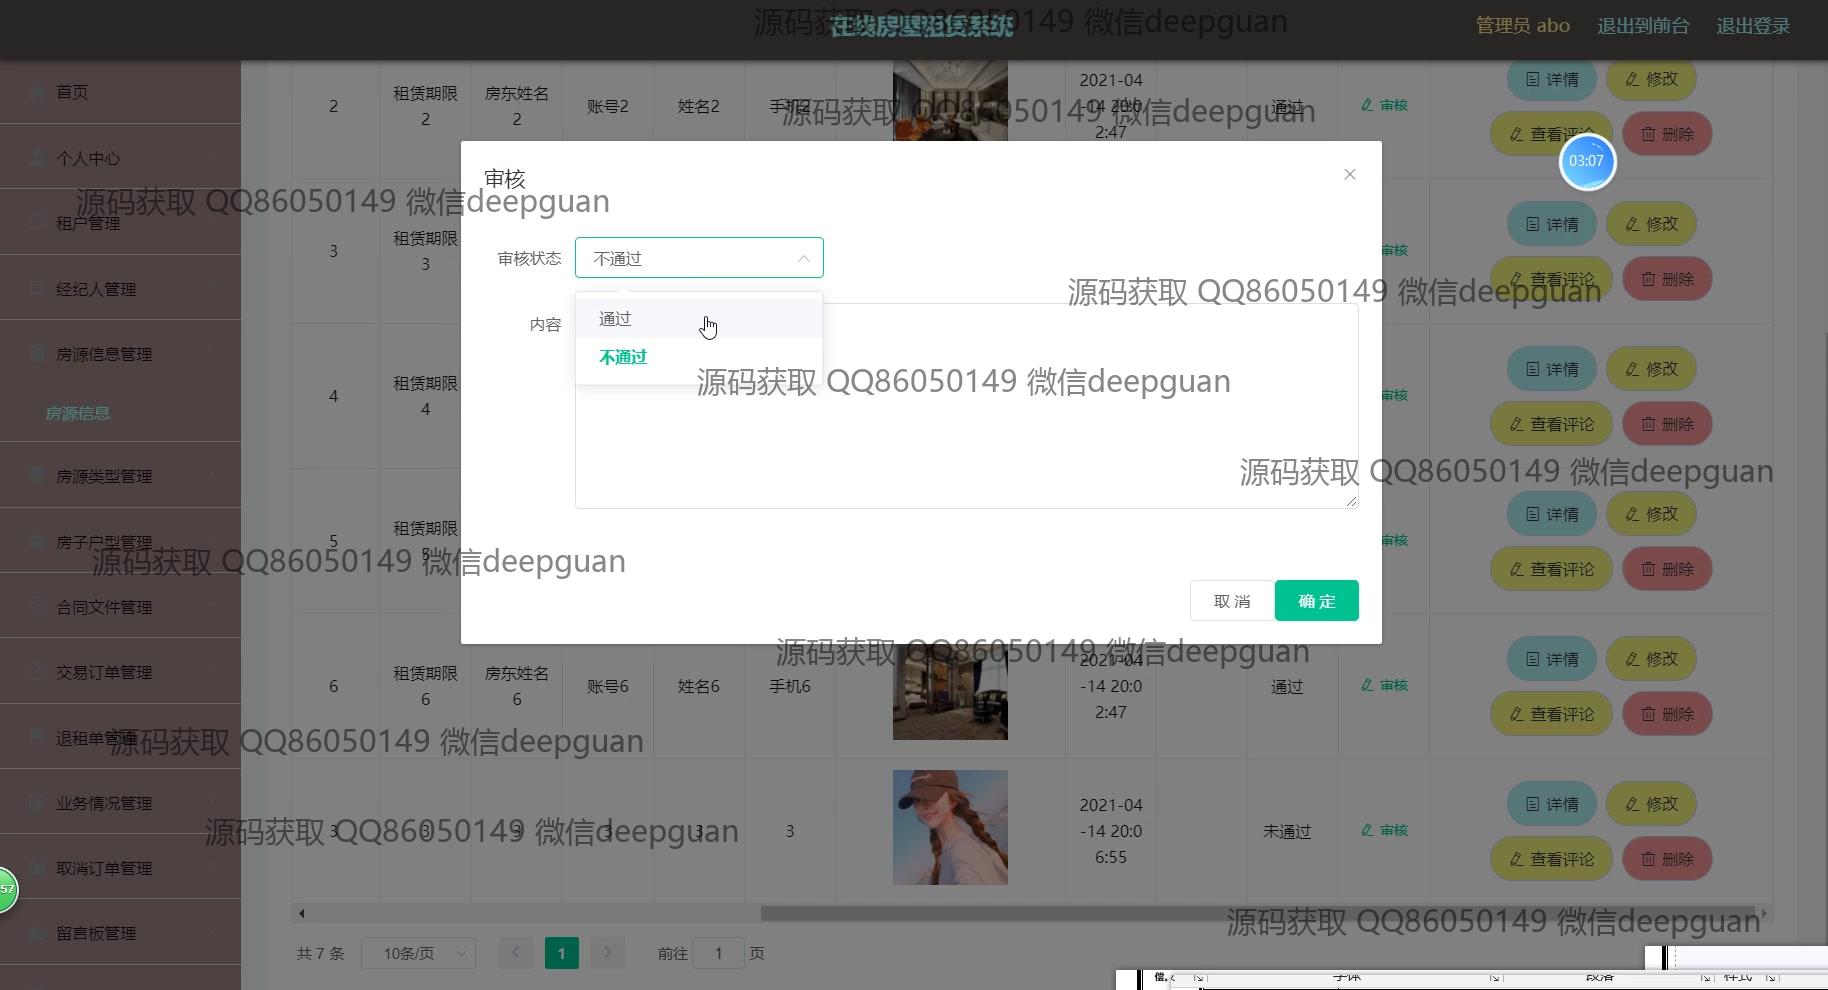 在线房屋租赁系统
源码获取 QQ86050149 微信deepguan
管理员 abo 退出到前台 退出登录
首页
个人中心
租户管理
经纪人管理
房源信息管理
房源信息
房源类型管理
房子户型管理
合同文件管理
交易订单管理
退租单管理
业务情况管理
取消订单管理
留言板管理
2 租赁期限2 房东姓名2 账号2 姓名2 手机2 2021-04-14 20:02:47 通过 审核 详情 修改
查看评论 删除
源码获取 QQ86050149 微信deepguan
源码获取 QQ86050149 微信deepguan
03:07
审核
审核状态 不通过
通过
不通过
内容
取消 确定
3 租赁期限3 审核 详情 修改
查看评论 删除
源码获取 QQ86050149 微信deepguan
源码获取 QQ86050149 微信deepguan
4 租赁期限4 审核 详情 修改
查看评论 删除
源码获取 QQ86050149 微信deepguan
5 租赁期限5 审核 详情 修改
查看评论 删除
源码获取 QQ86050149 微信deepguan
源码获取 QQ86050149 微信deepguan
6 租赁期限6 房东姓名6 账号6 姓名6 手机6 2021-04-14 20:02:47 通过 审核 详情 修改
查看评论 删除
源码获取 QQ86050149 微信deepguan
3 3 3 3 3 3 2021-04-14 20:06:55 未通过 审核 详情 修改
查看评论 删除
源码获取 QQ86050149 微信deepguan
57
源码获取 QQ86050149 微信deepguan
共 7 条 10条/页 1 前往 1 页
字体 段落 样式